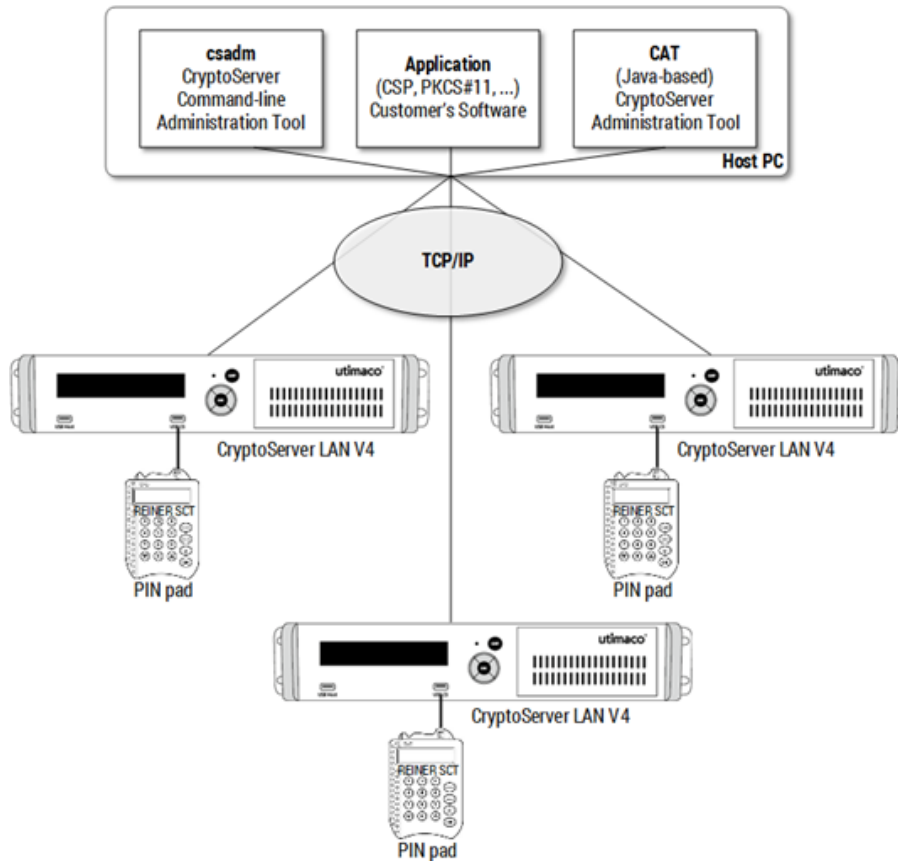 csadm
CryptoServer
Command-line
Administration Tool
Application
(CSP, PKCS#11, ...)
Customer's Software
CAT
(Java-based)
CryptoServer
Administration Tool
Host PC
TCP/IP
utimaco
utimaco
CryptoServer LAN V4
CryptoServer LAN V4
REINER SCT
REINER SCT
PIN pad
PIN pad
utimaco
CryptoServer LAN V4
REINER SCT
PIN pad